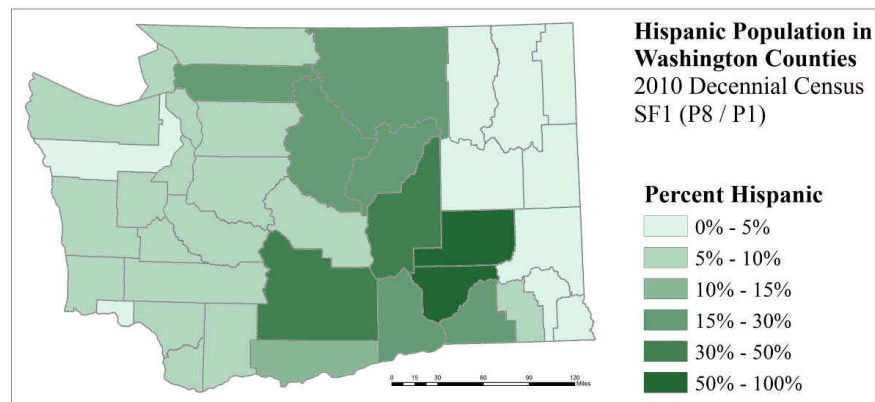 Hispanic Population in
Washington Counties
2010 Decennial Census
SF1 (P8 / P1)
Percent Hispanic
0% - 5%
5% - 10%
10% - 15%
15% - 30%
30% - 50%
50% - 100%
0 15 30 60 90 120
Miles